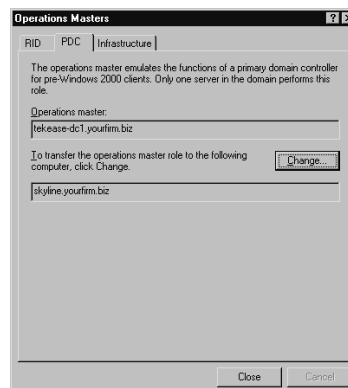 Operations Masters
RID PDC Infrastructure
The operations master emulates the functions of a primary domain controller
for pre-Windows 2000 clients. Only one server in the domain performs this
role.
Operations master:
tekease-dc1.yourfirm.biz
To transfer the operations master role to the following
computer, click Change.
Change...
skyline.yourfirm.biz
Close Cancel